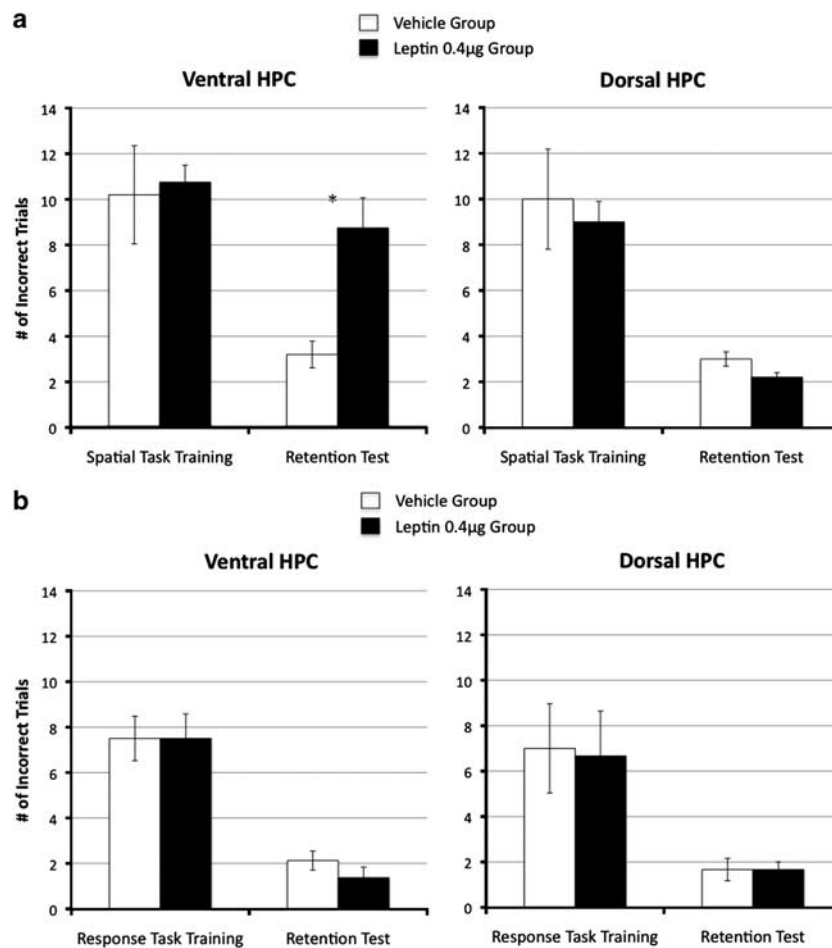 a
Vehicle Group
Leptin 0.4µg Group
Ventral HPC
# of Incorrect Trials
14
12
10
8
6
4
2
0
*
Spatial Task Training
Retention Test
Dorsal HPC
14
12
10
8
6
4
2
0
Spatial Task Training
Retention Test
b
Vehicle Group
Leptin 0.4µg Group
Ventral HPC
# of Incorrect Trials
14
12
10
8
6
4
2
0
Response Task Training
Retention Test
Dorsal HPC
14
12
10
8
6
4
2
0
Response Task Training
Retention Test